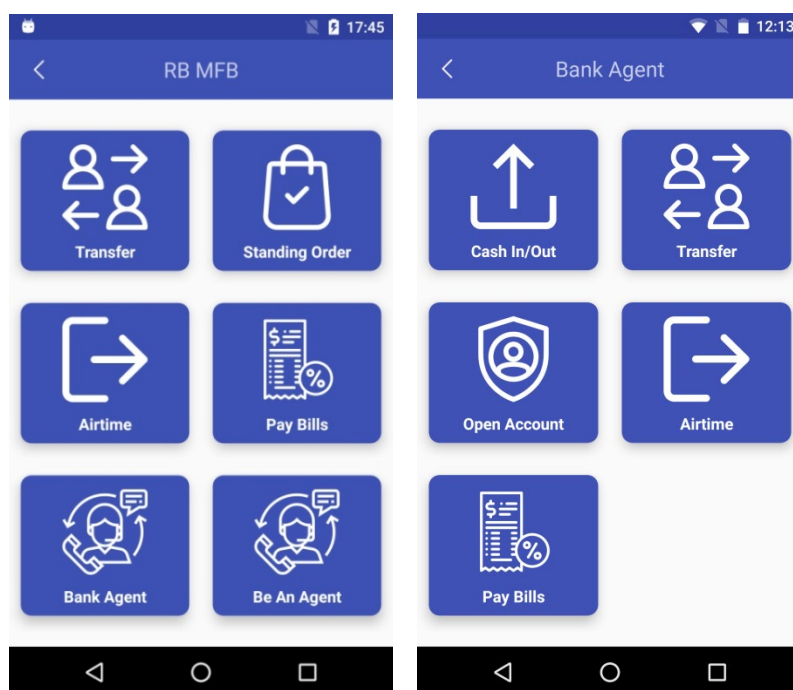 17:45
RB MFB
Transfer
Standing Order
$
%
Airtime
Pay Bills
Bank Agent
Be An Agent
12:13
Bank Agent
Cash In/Out
Transfer
Open Account
Airtime
$
%
Pay Bills